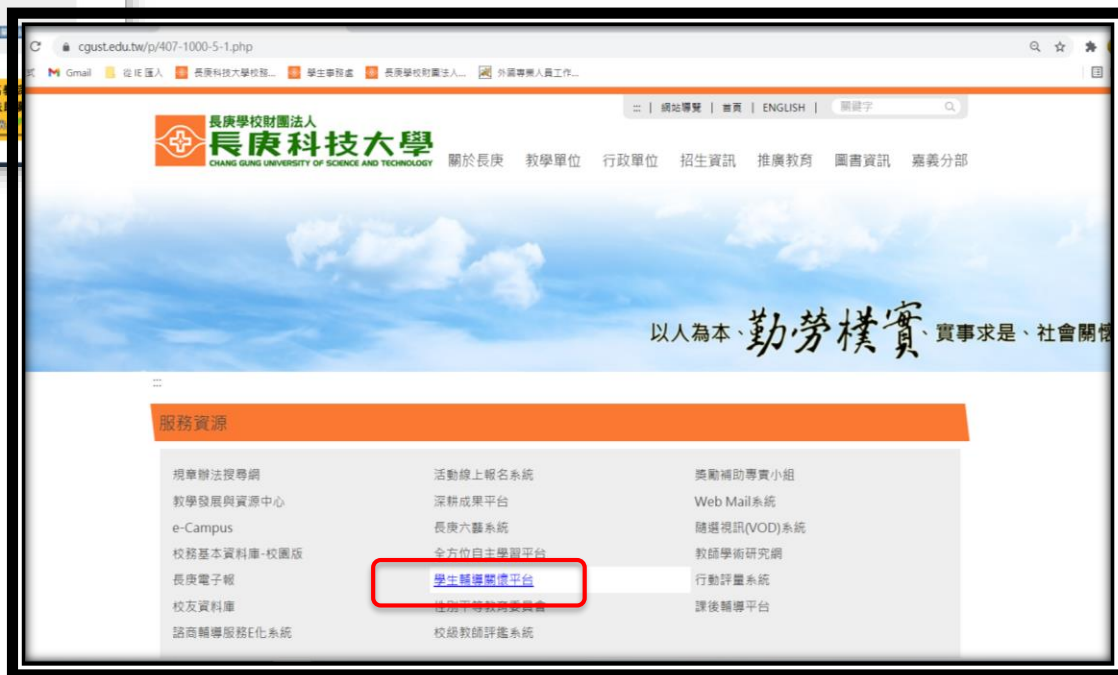 cgust.edu.tw/p/407-1000-5-1.php
Gmail 從 IE 匯入 長庚科技大學校務... 學生事務處 長庚學校財團法人... 外國專業人員工作...
::: | 網站導覽 | 首頁 | ENGLISH | 關鍵字
長庚學校財團法人
長庚科技大學
CHANG GUNG UNIVERSITY OF SCIENCE AND TECHNOLOGY
關於長庚 教學單位 行政單位 招生資訊 推廣教育 圖書資訊 嘉義分部
以人為本、勤勞樸實、實事求是、社會關懷
:::
服務資源
規章辦法搜尋網 活動線上報名系統 獎勵補助專責小組
教學發展與資源中心 深耕成果平台 Web Mail系統
e-Campus 長庚六藝系統 隨選視訊(VOD)系統
校務基本資料庫-校園版 全方位自主學習平台 教師學術研究網
長庚電子報 學生輔導關懷平台 行動評量系統
校友資料庫 性別平等教育委員會 課後輔導平台
諮商輔導服務E化系統 校級教師評鑑系統